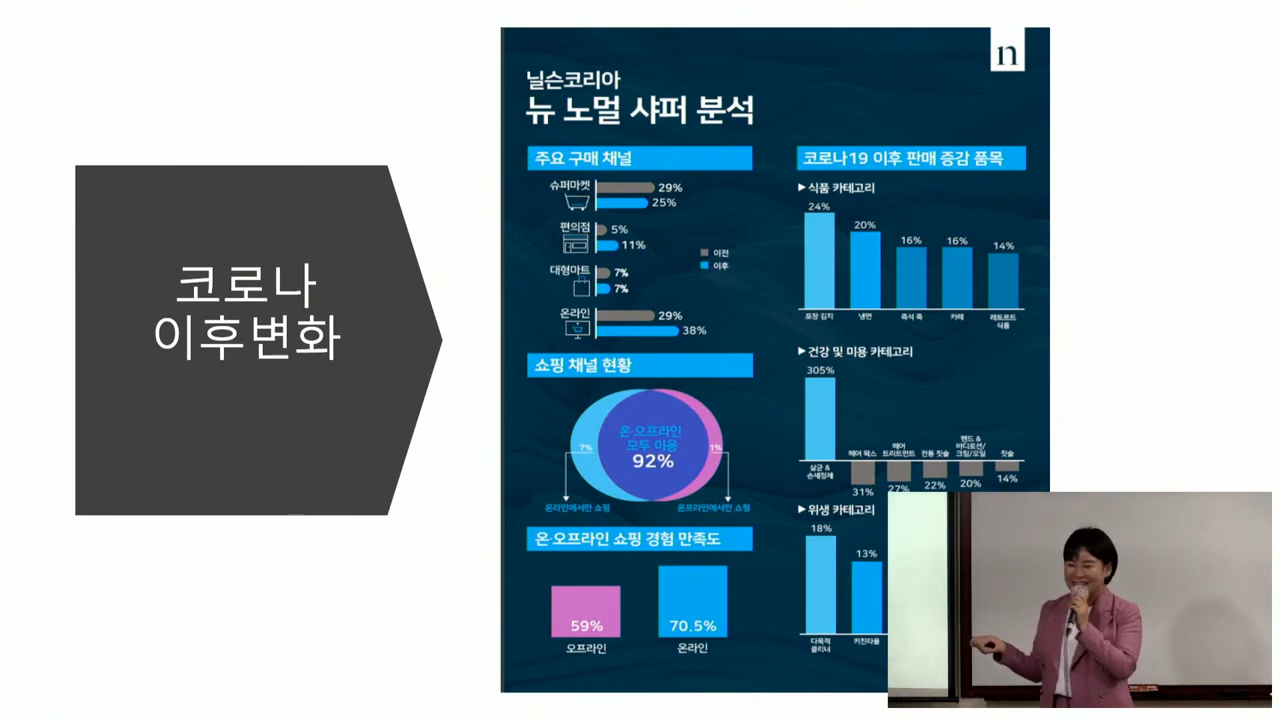 코로나
이후변화
n
닐슨코리아
뉴 노멀 샤퍼 분석
주요 구매 채널
슈퍼마켓
29%
25%
편의점
5%
11%
대형마트
7%
7%
온라인
29%
38%
이전
이후
쇼핑 채널 현황
7%
온·오프라인
모두 이용
92%
1%
온라인에서만 쇼핑
온프라인에서만 쇼핑
온·오프라인 쇼핑 경험 만족도
59%
70.5%
오프라인
온라인
코로나19 이후 판매 증감 품목
▶식품 카테고리
24%
20%
16%
16%
14%
포장 김치
냉면
즉석 죽
카레
레토르트
식품
▶건강 및 미용 카테고리
305%
살균 &
손세정제
헤어 왁스
헤어
트리트먼트
전동 칫솔
핸드 &
바디로션/
크림/오일
칫솔
31%
27%
22%
20%
14%
▶위생 카테고리
18%
13%
다목적
클리너
키친타올